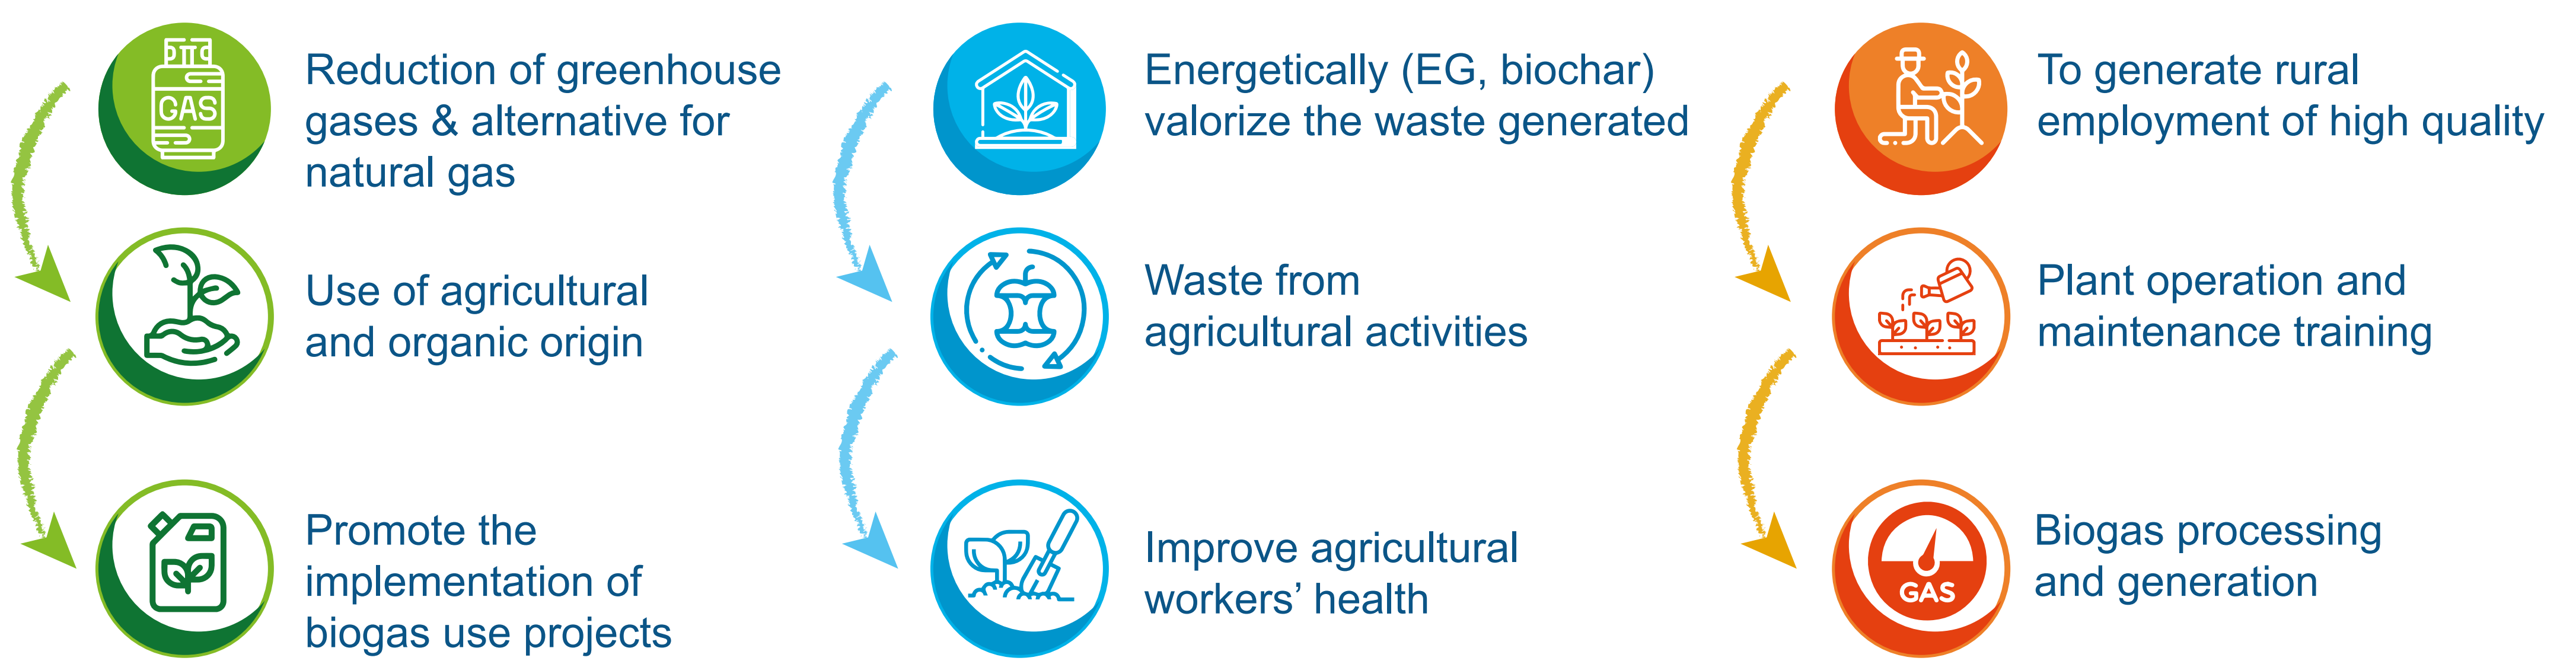 GAS
Reduction of greenhouse
gases & alternative for
natural gas
Use of agricultural
and organic origin
Promote the
implementation of
biogas use projects
Energetically (EG, biochar)
valorize the waste generated
Waste from
agricultural activities
Improve agricultural
workers’ health
To generate rural
employment of high quality
Plant operation and
maintenance training
GAS
Biogas processing
and generation